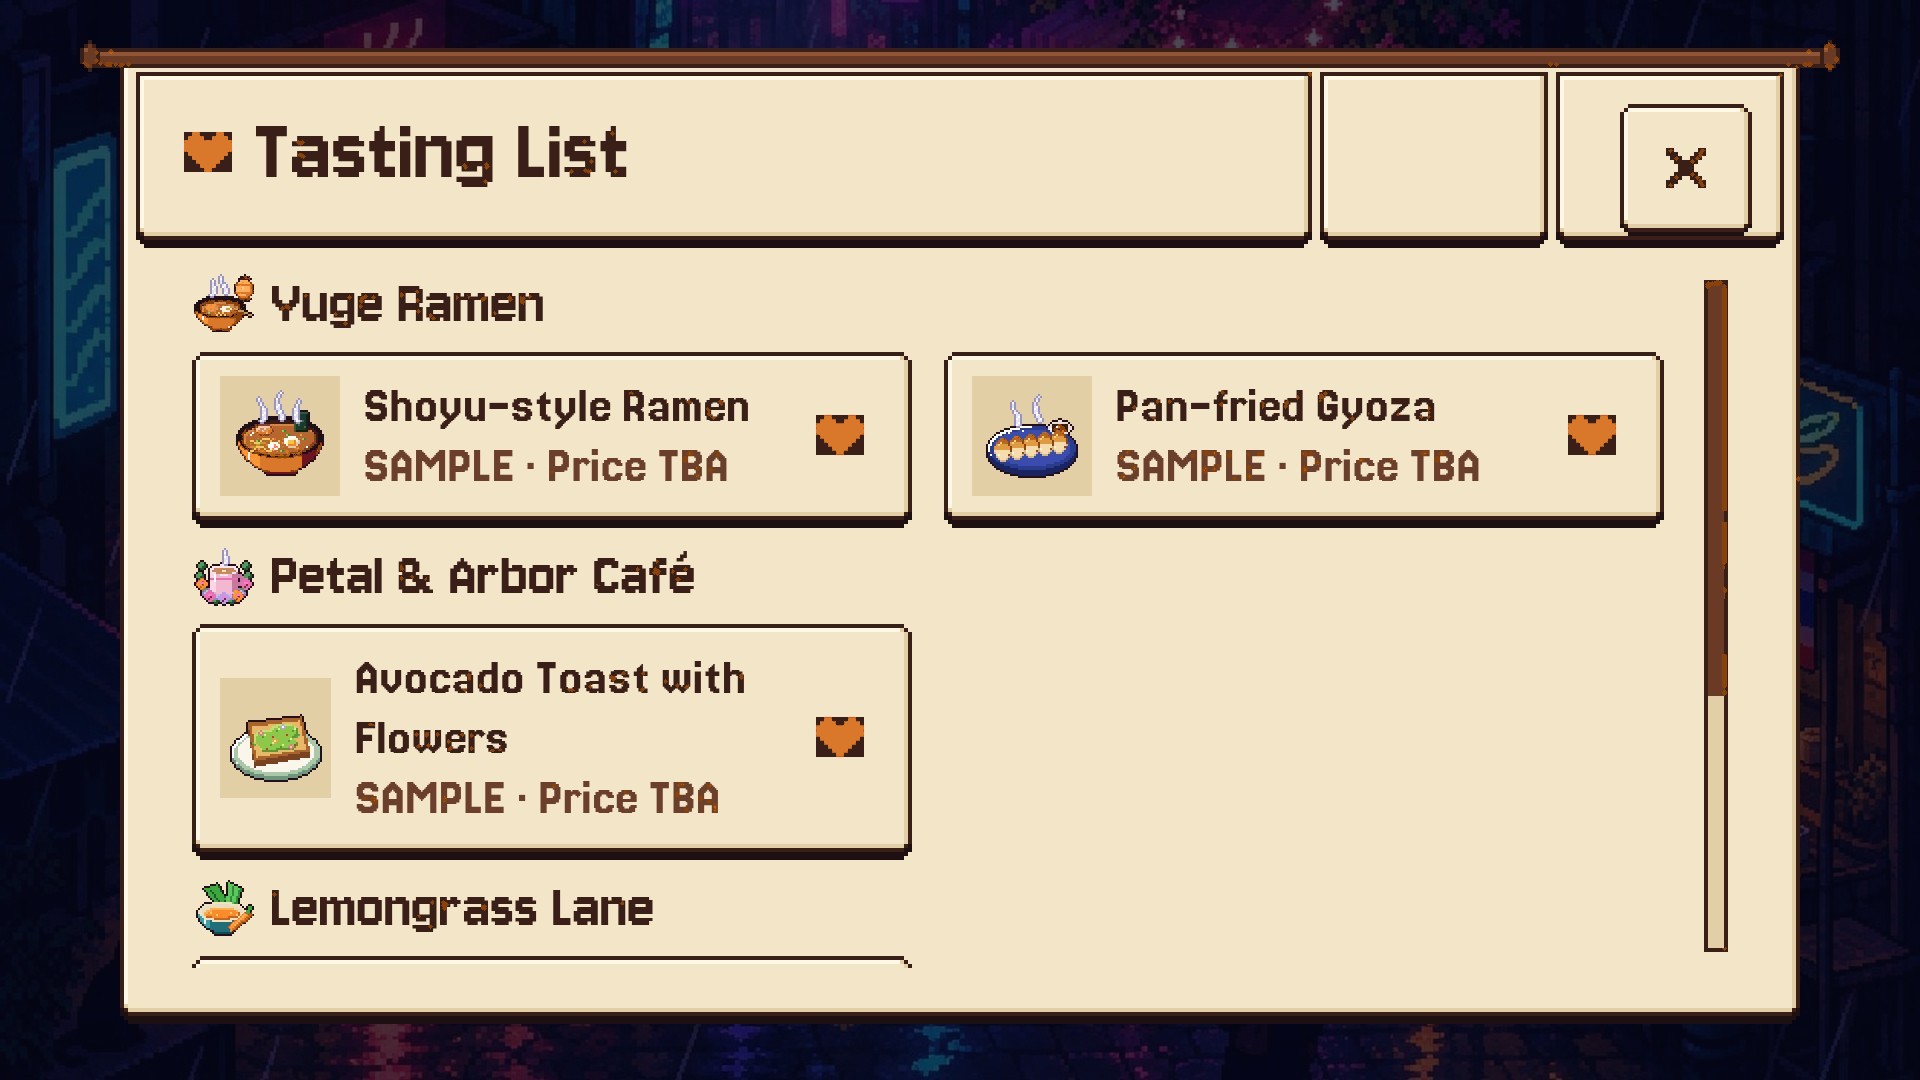 Tasting List
Yuge Ramen
Shoyu-style Ramen
SAMPLE · Price TBA
Pan-fried Gyoza
SAMPLE · Price TBA
Petal & Arbor Café
Avocado Toast with
Flowers
SAMPLE · Price TBA
Lemongrass Lane